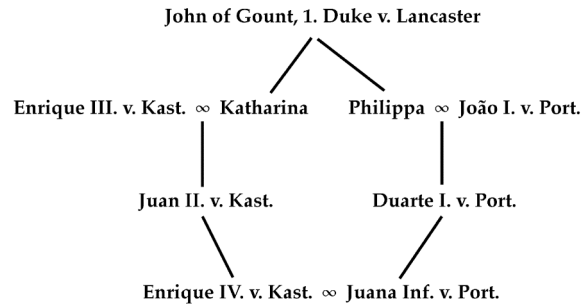 John of Gount, 1. Duke v. Lancaster
Enrique III. v. Kast. ∞ Katharina Philippa ∞ João I. v. Port.
Juan II. v. Kast. Duarte I. v. Port.
Enrique IV. v. Kast. ∞ Juana Inf. v. Port.